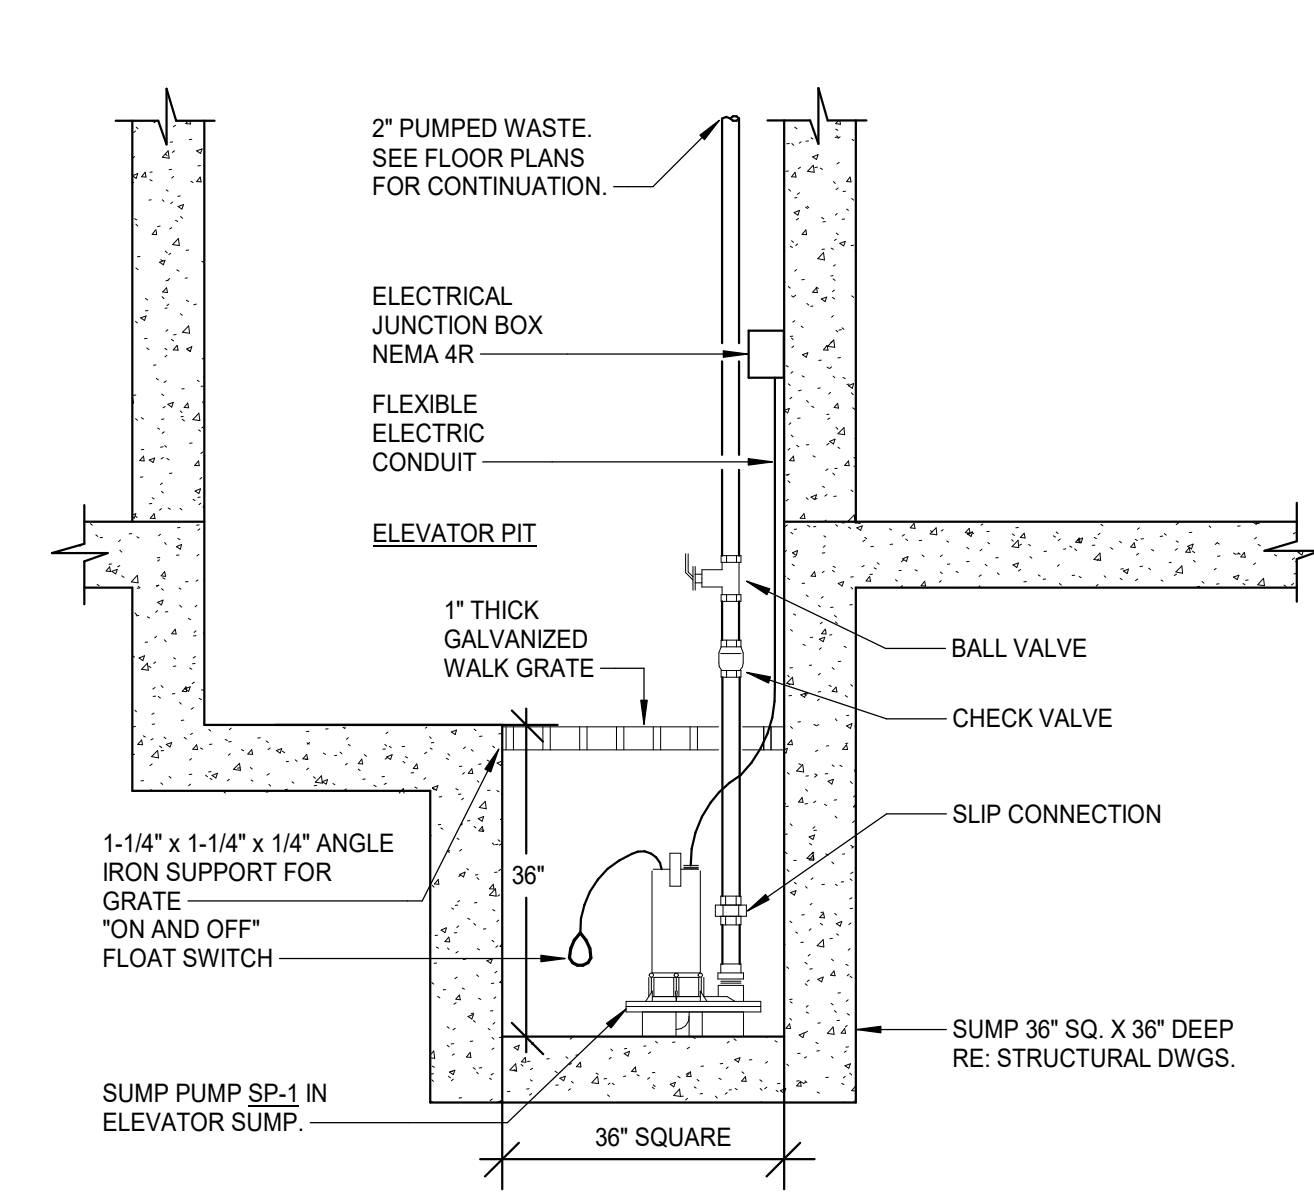 2" PUMPED WASTE.
SEE FLOOR PLANS
FOR CONTINUATION.
ELECTRICAL
JUNCTION BOX
NEMA 4R
FLEXIBLE
ELECTRIC
CONDUIT
ELEVATOR PIT
1" THICK
GALVANIZED
WALK GRATE
BALL VALVE
CHECK VALVE
SLIP CONNECTION
1-1/4" x 1-1/4" x 1/4" ANGLE
IRON SUPPORT FOR
GRATE
"ON AND OFF"
FLOAT SWITCH
36"
SUMP 36" SQ. X 36" DEEP
RE: STRUCTURAL DWGS.
SUMP PUMP SP-1 IN
ELEVATOR SUMP.
36" SQUARE